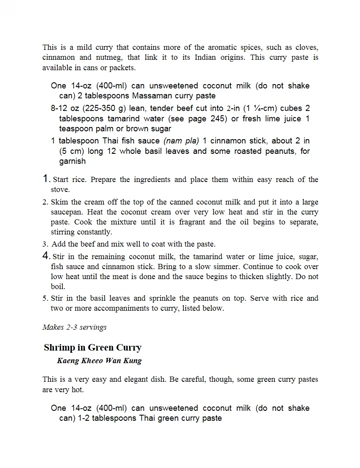 This is a mild curry that contains more of the aromatic spices, such as cloves,
cinnamon and nutmeg, that link it to its Indian origins. This curry paste is
available in cans or packets.
One 14-oz (400-ml) can unsweetened coconut milk (do not shake
can) 2 tablespoons Massaman curry paste
8-12 oz (225-350 g) lean, tender beef cut into 2-in (1 ¼-cm) cubes 2
tablespoons tamarind water (see page 245) or fresh lime juice 1
teaspoon palm or brown sugar
1 tablespoon Thai fish sauce (nam pla) 1 cinnamon stick, about 2 in
(5 cm) long 12 whole basil leaves and some roasted peanuts, for
garnish
1. Start rice. Prepare the ingredients and place them within easy reach of the
stove.
2. Skim the cream off the top of the canned coconut milk and put it into a large
saucepan. Heat the coconut cream over very low heat and stir in the curry
paste. Cook the mixture until it is fragrant and the oil begins to separate,
stirring constantly.
3. Add the beef and mix well to coat with the paste.
4. Stir in the remaining coconut milk, the tamarind water or lime juice, sugar,
fish sauce and cinnamon stick. Bring to a slow simmer. Continue to cook over
low heat until the meat is done and the sauce begins to thicken slightly. Do not
boil.
5. Stir in the basil leaves and sprinkle the peanuts on top. Serve with rice and
two or more accompaniments to curry, listed below.
Makes 2-3 servings
Shrimp in Green Curry
Kaeng Kheeo Wan Kung
This is a very easy and elegant dish. Be careful, though, some green curry pastes
are very hot.
One 14-oz (400-ml) can unsweetened coconut milk (do not shake
can) 1-2 tablespoons Thai green curry paste